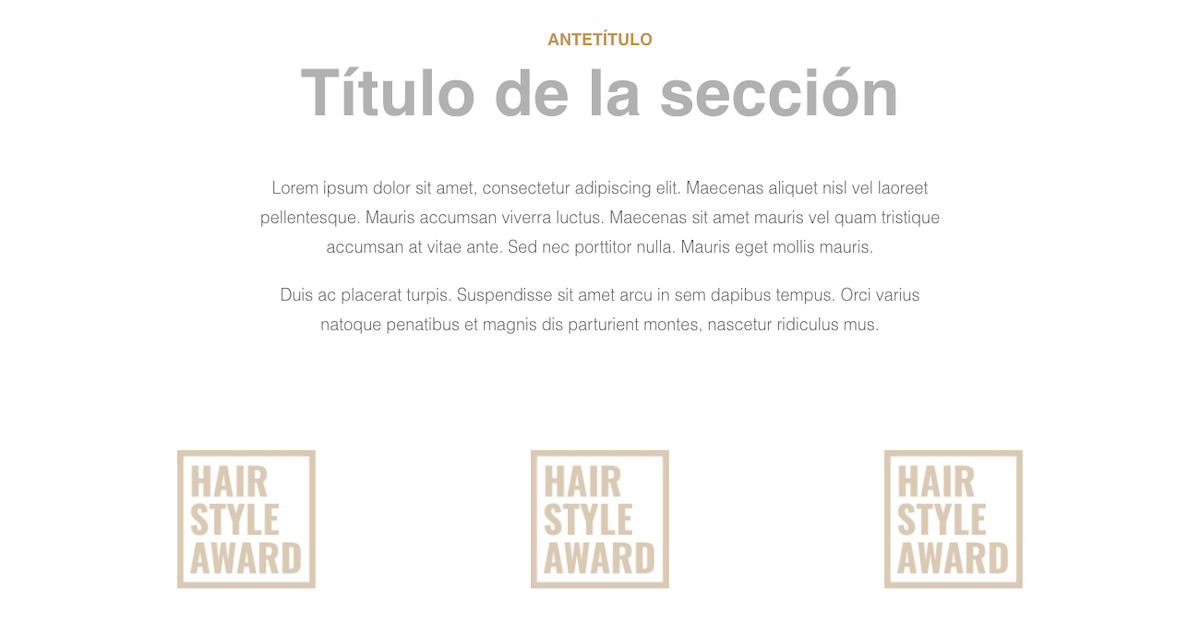 ANTETÍTULO
Título de la sección
Lorem ipsum dolor sit amet, consectetur adipiscing elit. Maecenas aliquet nisl vel laoreet
pellentesque. Mauris accumsan viverra luctus. Maecenas sit amet mauris vel quam tristique
accumsan at vitae ante. Sed nec porttitor nulla. Mauris eget mollis mauris.
Duis ac placerat turpis. Suspendisse sit amet arcu in sem dapibus tempus. Orci varius
natoque penatibus et magnis dis parturient montes, nascetur ridiculus mus.
HAIR
STYLE
AWARD
HAIR
STYLE
AWARD
HAIR
STYLE
AWARD